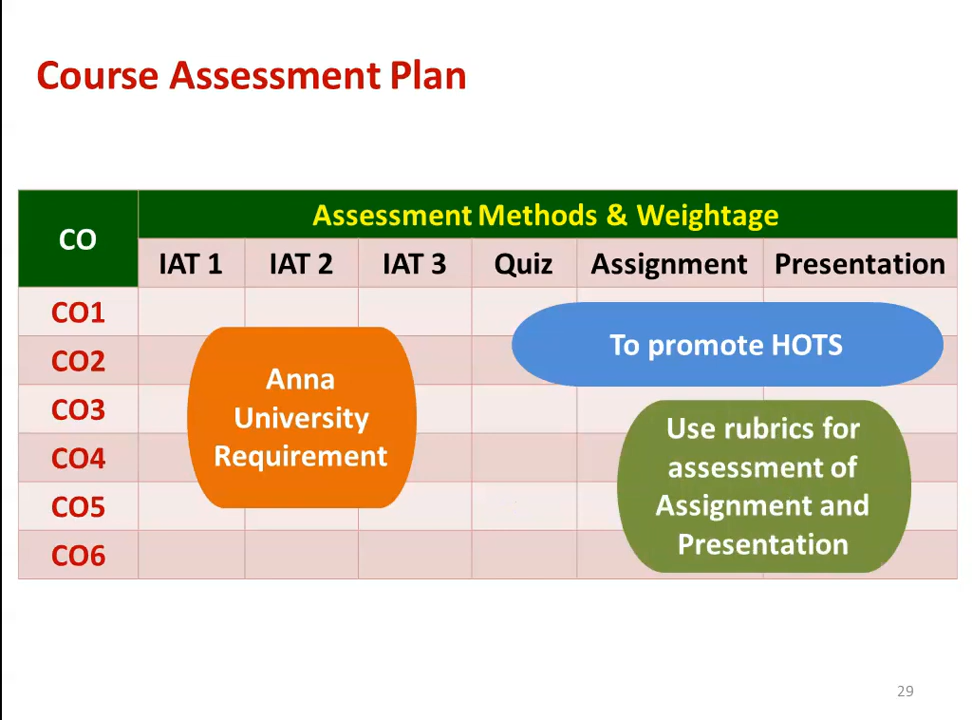 Course Assessment Plan
CO
Assessment Methods & Weightage
IAT 1 IAT 2 IAT 3 Quiz Assignment Presentation
CO1
CO2
CO3
CO4
CO5
CO6
Anna
University
Requirement
To promote HOTS
Use rubrics for
assessment of
Assignment and
Presentation
29